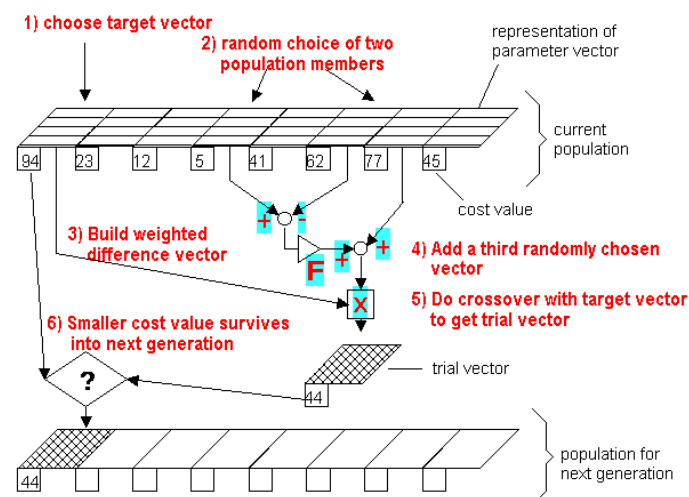 1) choose target vector
2) random choice of two
population members
representation of
parameter vector
current
population
94 23 12 5 41 62 77 45
cost value
+ -
3) Build weighted
difference vector
F
+ +
4) Add a third randomly chosen
vector
X
5) Do crossover with target vector
to get trial vector
6) Smaller cost value survives
into next generation
?
trial vector
44
population for
next generation
44